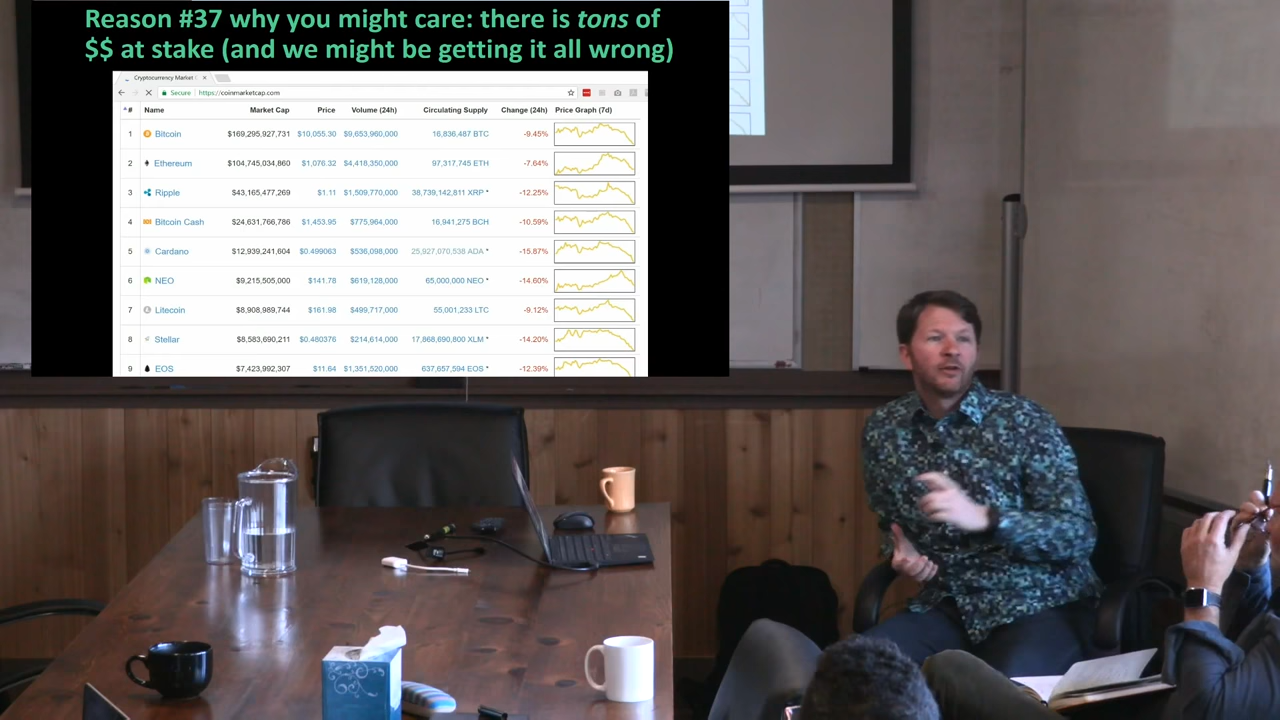 Reason #37 why you might care: there is tons of
$$ at stake (and we might be getting it all wrong)
Cryptocurrency Market
Secure https://coinmarketcap.com
# Name Market Cap Price Volume (24h) Circulating Supply Change (24h) Price Graph (7d)
1 Bitcoin $169,295,927,731 $10,055.30 $9,653,960,000 16,836,487 BTC -9.45%
2 Ethereum $104,745,034,860 $1,076.32 $4,418,350,000 97,317,745 ETH -7.64%
3 Ripple $43,165,477,269 $1.11 $1,509,770,000 38,739,142,811 XRP * -12.25%
4 Bitcoin Cash $24,631,766,786 $1,453.95 $775,964,000 16,941,275 BCH -10.59%
5 Cardano $12,939,241,604 $0.499063 $536,098,000 25,927,070,538 ADA * -15.87%
6 NEO $9,215,505,000 $141.78 $619,128,000 65,000,000 NEO * -14.60%
7 Litecoin $8,908,989,744 $161.98 $499,717,000 55,001,233 LTC -9.12%
8 Stellar $8,583,690,211 $0.480376 $214,614,000 17,868,690,800 XLM * -14.20%
9 EOS $7,423,992,307 $11.64 $1,351,520,000 637,657,594 EOS * -12.39%